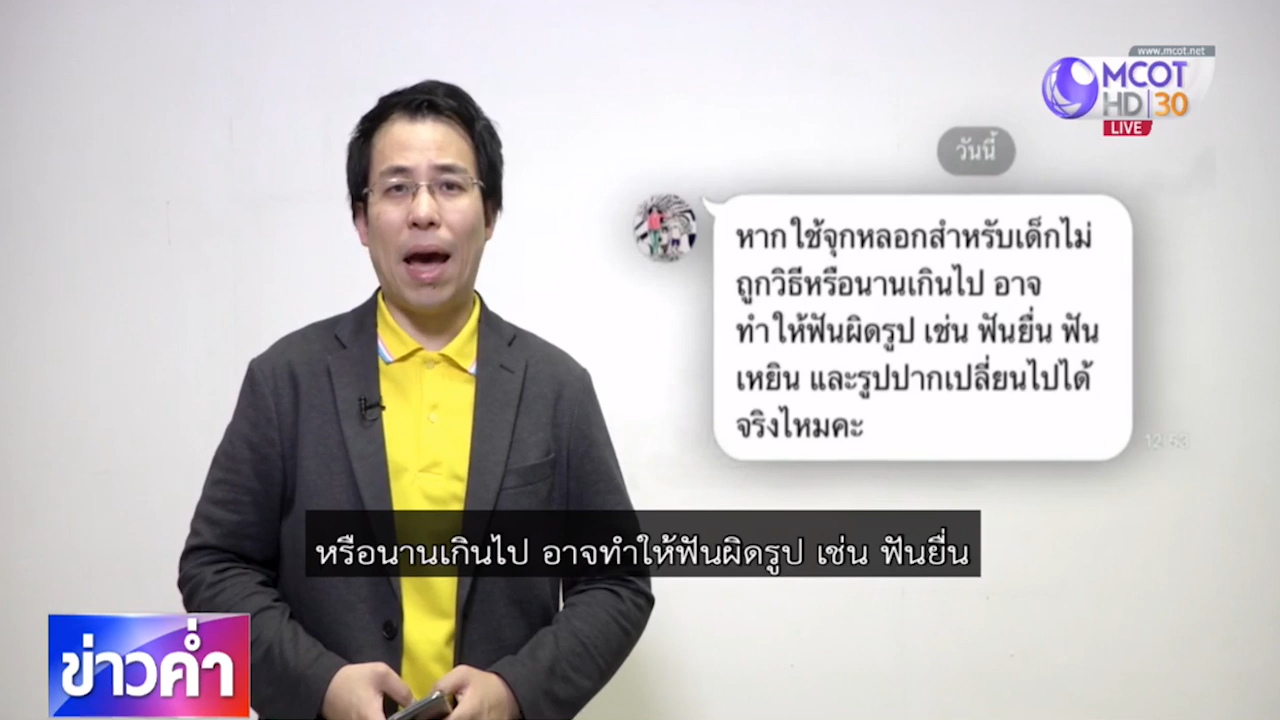 www.mcot.net
MCOT
HD 30
LIVE
วันนี้
หากใช้จุกหลอกสำหรับเด็กไม่
ถูกวิธีหรือนานเกินไป อาจ
ทำให้ฟันผิดรูป เช่น ฟันยื่น ฟัน
เหยิน และรูปปากเปลี่ยนไปได้
จริงไหมคะ
12:53
หรือนานเกินไป อาจทำให้ฟันผิดรูป เช่น ฟันยื่น
ข่าวค่ำ